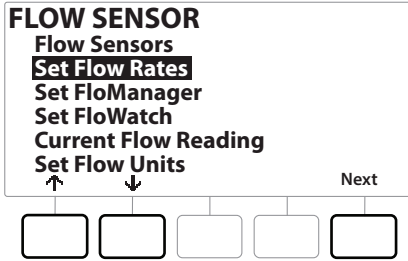 FLOW SENSOR
Flow Sensors
Set Flow Rates
Set FloManager
Set FloWatch
Current Flow Reading
Set Flow Units
↑ ↓ Next